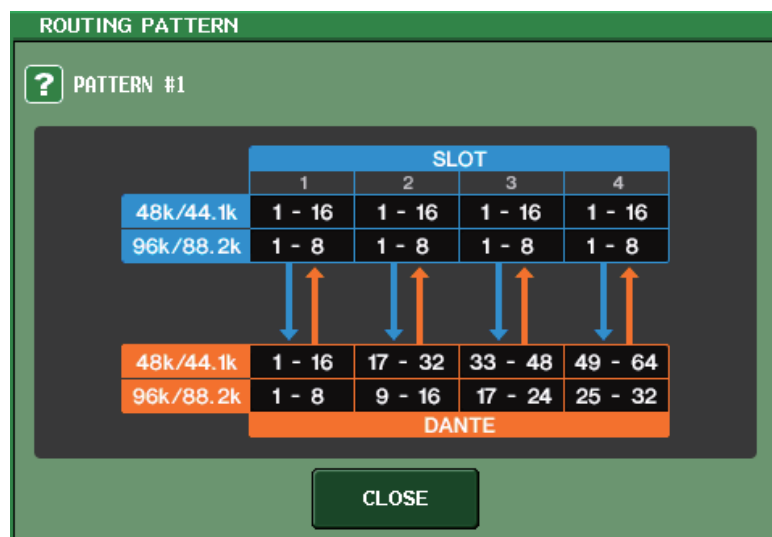 ROUTING PATTERN
? PATTERN #1
SLOT
1 2 3 4
48k/44.1k 1 - 16 1 - 16 1 - 16 1 - 16
96k/88.2k 1 - 8 1 - 8 1 - 8 1 - 8
48k/44.1k 1 - 16 17 - 32 33 - 48 49 - 64
96k/88.2k 1 - 8 9 - 16 17 - 24 25 - 32
DANTE
CLOSE